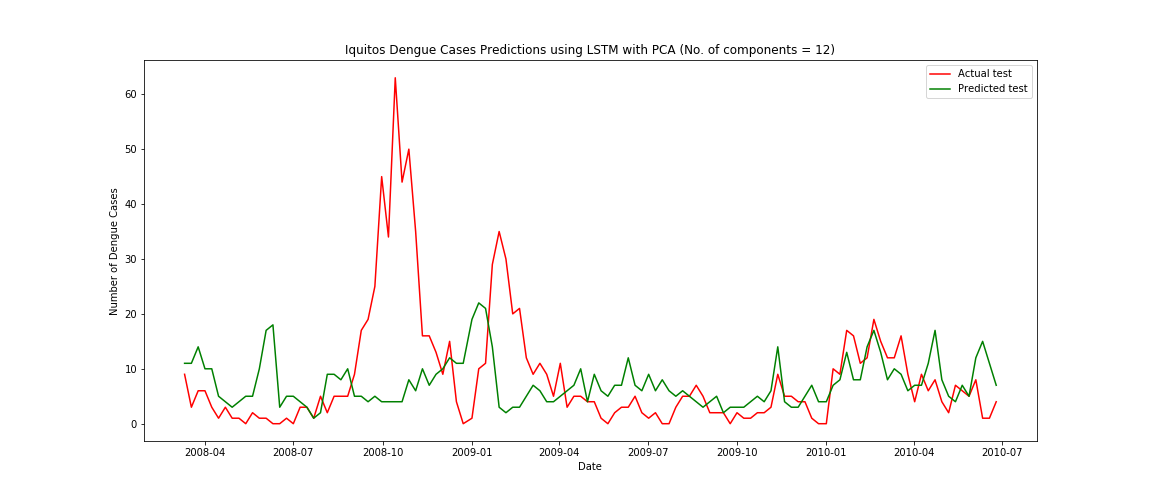 Iquitos Dengue Cases Predictions using LSTM with PCA (No. of components = 12)
Actual test
Predicted test
Number of Dengue Cases
60
50
40
30
20
10
0
2008-04 2008-07 2008-10 2009-01 2009-04 2009-07 2009-10 2010-01 2010-04 2010-07
Date